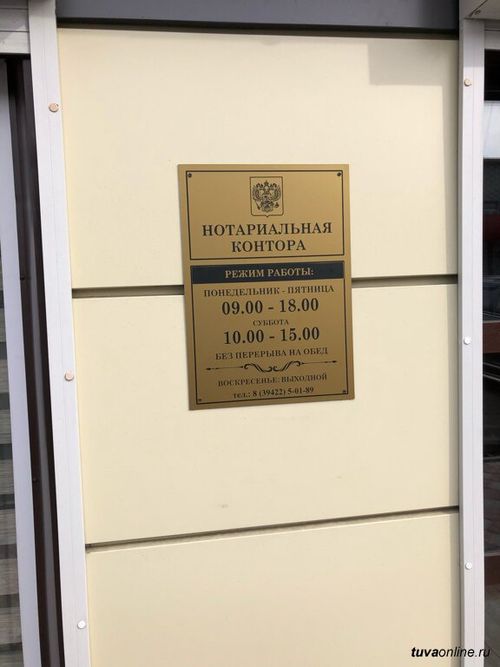 НОТАРИАЛЬНАЯ
КОНТОРА
РЕЖИМ РАБОТЫ:
ПОНЕДЕЛЬНИК - ПЯТНИЦА
09.00 - 18.00
СУББОТА
10.00 - 15.00
БЕЗ ПЕРЕРЫВА НА ОБЕД
ВОСКРЕСЕНЬЕ: ВЫХОДНОЙ
тел.: 8 (39422) 5-01-89
tuvaonline.ru